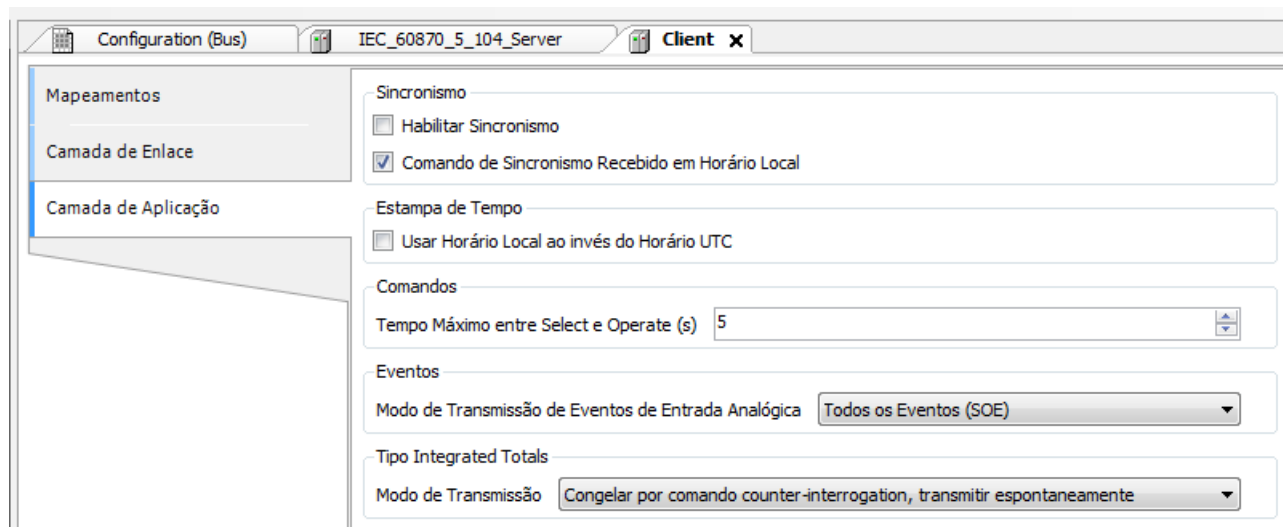 Configuration (Bus) IEC_60870_5_104_Server Client x
Mapeamentos
Camada de Enlace
Camada de Aplicação
Sincronismo
Habilitar Sincronismo
Comando de Sincronismo Recebido em Horário Local
Estampa de Tempo
Usar Horário Local ao invés do Horário UTC
Comandos
Tempo Máximo entre Select e Operate (s) 5
Eventos
Modo de Transmissão de Eventos de Entrada Analógica Todos os Eventos (SOE)
Tipo Integrated Totals
Modo de Transmissão Congelar por comando counter-interrogation, transmitir espontaneamente